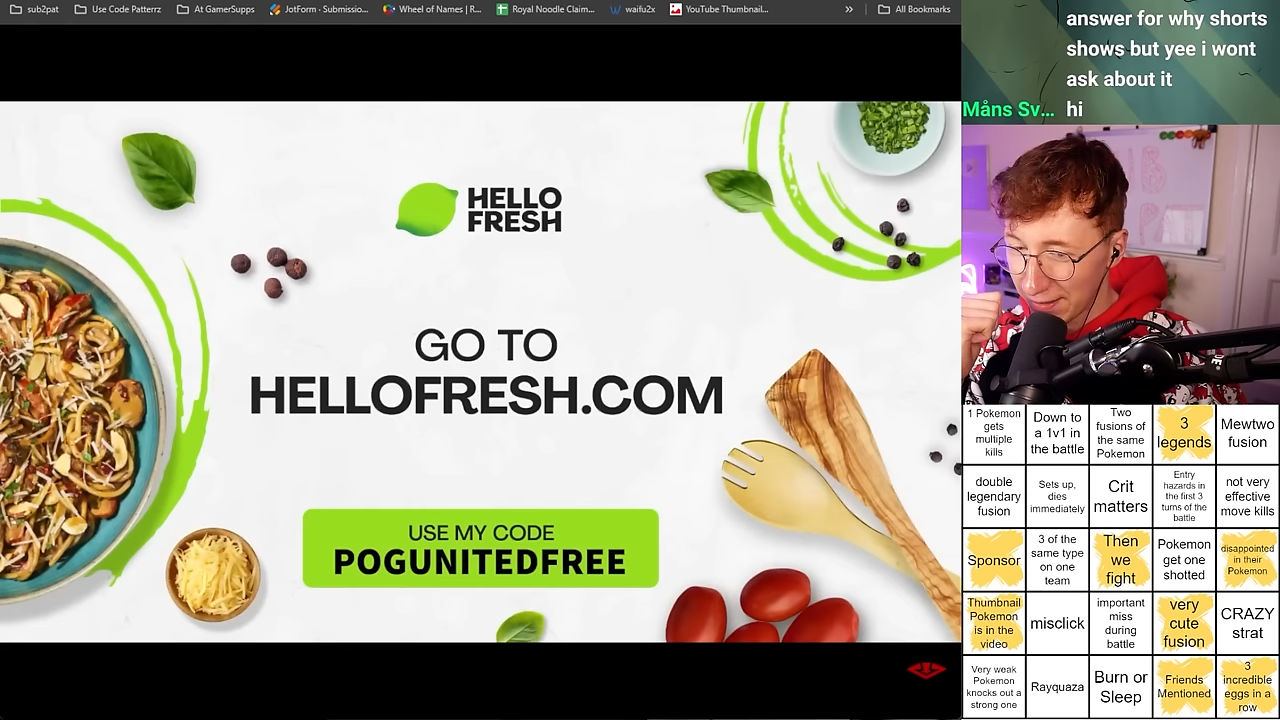 sub2pat
Use Code Patterrz
At GamerSupps
JotForm · Submissio...
Wheel of Names | R...
Royal Noodle Claim...
waifu2x
YouTube Thumbnail...
»
All Bookmarks
answer for why shorts
shows but yee i wont
ask about it
Måns Sv... hi
HELLO
FRESH
GO TO
HELLOFRESH.COM
USE MY CODE
POGUNITEDFREE
1 Pokemon
gets
multiple
kills
Down to
a 1v1 in
the battle
Two
fusions of
the same
Pokemon
3
legends
Mewtwo
fusion
double
legendary
fusion
Sets up,
dies
immediately
Crit
matters
Entry
hazards in
the first 3
turns of the
battle
not very
effective
move kills
Sponsor
3 of the
same type
on one
team
Then
we
fight
Pokemon
get one
shotted
disappointed
in their
Pokemon
Thumbnail
Pokemon
is in the
video
misclick
important
miss
during
battle
very
cute
fusion
CRAZY
strat
Very weak
Pokemon
knocks out a
strong one
Rayquaza
Burn or
Sleep
Friends
Mentioned
3
incredible
eggs in a
row